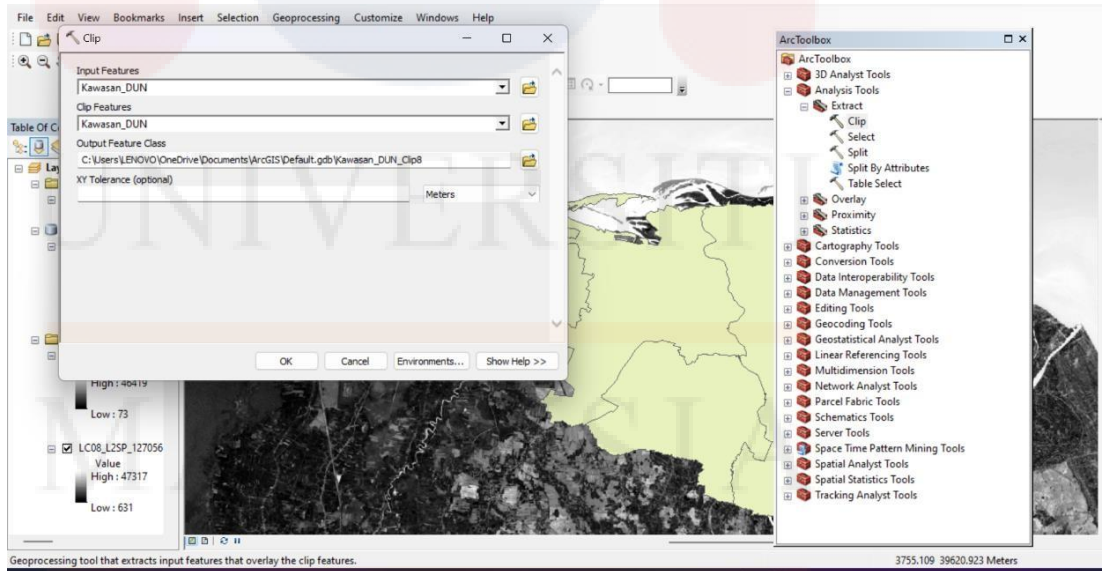 File Edit View Bookmarks Insert Selection Geoprocessing Customize Windows Help
Clip
Input Features
Kawasan_DUN
Clip Features
Kawasan_DUN
Output Feature Class
C:\Users\LENOVO\OneDrive\Documents\ArcGIS\Default.gdb\Kawasan_DUN_Clip8
XY Tolerance (optional)
Meters
OK Cancel Environments... Show Help >>
Table Of C
Lay
High : 46419
Low : 73
LC08_L2SP_127056
Value
High : 47317
Low : 631
ArcToolbox
ArcToolbox
3D Analyst Tools
Analysis Tools
Extract
Clip
Select
Split
Split By Attributes
Table Select
Overlay
Proximity
Statistics
Cartography Tools
Conversion Tools
Data Interoperability Tools
Data Management Tools
Editing Tools
Geocoding Tools
Geostatistical Analyst Tools
Linear Referencing Tools
Multidimension Tools
Network Analyst Tools
Parcel Fabric Tools
Schematics Tools
Server Tools
Space Time Pattern Mining Tools
Spatial Analyst Tools
Spatial Statistics Tools
Tracking Analyst Tools
Geoprocessing tool that extracts input features that overlay the clip features.
3755.109 39620.923 Meters
UNIVERSITI